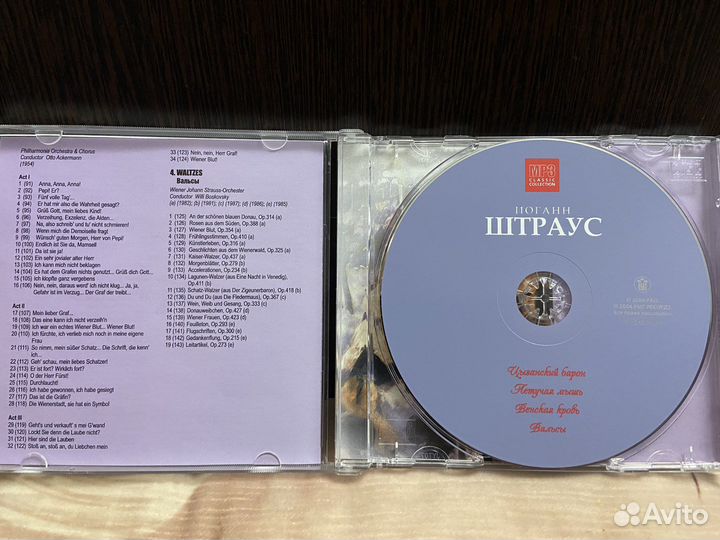 Philharmonia Orchestra & Chorus
Conductor Otto Ackermann
(1954)
Act I
1 (91) Anna, Anna, Anna!
2 (92) Pepi! Er?
3 (93) Fünf volle Tag'...
4 (94) Er hat mir also die Wahrheit gesagt?
5 (95) Grüß Gott, mein liebes Kind!
6 (96) Verzeihung, Exzellenz, die Akten...
7 (97) Na, also schreib' und tu' nicht schmieren!
8 (98) Wenn mich die Demoiselle fragt
9 (99) Wünsch' guten Morgen, Herr von Pepi!
10 (100) Endlich ist Sie da, Mamsell
11 (101) Da ist sie ja!
12 (102) Ein sehr jovialer alter Herr
13 (103) Ich kann mich nicht beklagen
14 (104) Es hat dem Grafen nichts genutzt... Grüß dich Gott...
15 (105) Ich klopfte ganz vergebens
16 (106) Nein, nein, daraus werd' ich nicht klug... Ja, ja,
Gefahr ist im Verzug... Der Graf der treibt...
Act II
17 (107) Mein lieber Graf...
18 (108) Das eine kann ich nicht verzeih'n
19 (109) Ich war ein echtes Wiener Blut... Wiener Blut!
20 (110) Ich fürchte, ich verlieb mich noch in meine eigene
Frau
21 (111) So nimm, mein süßer Schatz... Die Schrift, die kenn'
ich...
22 (112) Geh' schau, mein liebes Schatzerl
23 (113) Er ist fort? Wirklich fort?
24 (114) O der Herr Fürst!
25 (115) Durchlaucht!
26 (116) Ich habe gewonnen, ich habe gesiegt
27 (117) Das ist die Gräfin?
28 (118) Die Wienerstadt, sie hat ein Symbol
Act III
29 (119) Geht's und verkauft's mei G'wand
30 (120) Lockt Sie denn die Laube nicht?
31 (121) Hier sind die Lauben
32 (122) Stoß an, stoß an, du Liebchen mein
33 (123) Nein, nein, Herr Graf!
34 (124) Wiener Blut!
4. WALTZES
Вальсы
Wiener Johann Strauss-Orchester
Conductor Willi Boskovsky
(a) (1982); (b) (1971); (c) (1987); (d) (1986); (e) (1985)
1 (125) An der schönen blauen Donau, Op.314 (a)
2 (126) Rosen aus dem Süden, Op.388 (a)
3 (127) Wiener Blut, Op.354 (a)
4 (128) Frühlingsstimmen, Op.410 (a)
5 (129) Künstlerleben, Op.316 (a)
6 (130) Geschichten aus dem Wienerwald, Op.325 (a)
7 (131) Kaiser-Walzer, Op.437 (a)
8 (132) Morgenblätter, Op.279 (b)
9 (133) Accelerationen, Op.234 (b)
10 (134) Lagunen-Walzer (aus Eine Nacht in Venedig),
Op.411 (b)
11 (135) Schatz-Walzer (aus Der Zigeunerbaron), Op.418 (b)
12 (136) Du und Du (aus Die Fledermaus), Op.367 (c)
13 (137) Wein, Weib und Gesang, Op.333 (c)
14 (138) Donauweibchen, Op.427 (d)
15 (139) Wiener Frauen, Op.423 (d)
16 (140) Feuilleton, Op.293 (e)
17 (141) Flugschriften, Op.300 (e)
18 (142) Gedankenflug, Op.215 (e)
19 (143) Leitartikel, Op.273 (e)
MP3
CLASSIC
COLLECTION
ИОГАНН
ШТРАУС
Цыганский барон
Летучая мышь
Венская кровь
Вальсы
Avito